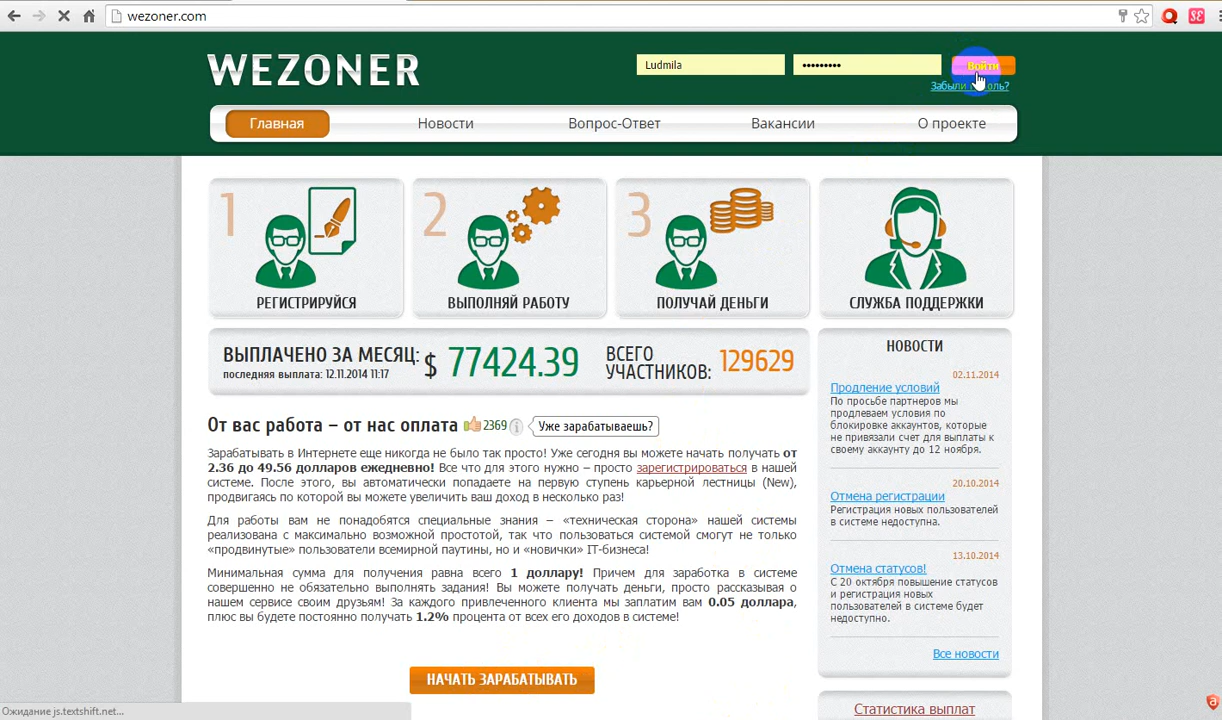 wezoner.com
WEZONER
Ludmila
Войти
Главная
Новости
Вопрос-Ответ
Вакансии
О проекте
1
РЕГИСТРИРУЙСЯ
2
ВЫПОЛНЯЙ РАБОТУ
3
ПОЛУЧАЙ ДЕНЬГИ
СЛУЖБА ПОДДЕРЖКИ
ВЫПЛАЧЕНО ЗА МЕСЯЦ: $ 77424.39
последняя выплата: 12.11.2014 11:17
ВСЕГО
УЧАСТНИКОВ: 129629
От вас работа – от нас оплата 2369 Уже зарабатываешь?
Зарабатывать в Интернете еще никогда не было так просто! Уже сегодня вы можете начать получать от
2.36 до 49.56 долларов ежедневно! Все что для этого нужно – просто зарегистрироваться в нашей
системе. После этого, вы автоматически попадаете на первую ступень карьерной лестницы (New),
продвигаясь по которой вы можете увеличить ваш доход в несколько раз!
Для работы вам не понадобятся специальные знания – «техническая сторона» нашей системы
реализована с максимально возможной простотой, так что пользоваться системой смогут не только
«продвинутые» пользователи всемирной паутины, но и «новички» IT-бизнеса!
Минимальная сумма для получения равна всего 1 доллару! Причем для заработка в системе
совершенно не обязательно выполнять задания! Вы можете получать деньги, просто рассказывая о
нашем сервисе своим друзьям! За каждого привлеченного клиента мы заплатим вам 0.05 доллара,
плюс вы будете постоянно получать 1.2% процента от всех его доходов в системе!
НАЧАТЬ ЗАРАБАТЫВАТЬ
НОВОСТИ
02.11.2014
Продление условий
По просьбе партнеров мы
продлеваем условия по
блокировке аккаунтов, которые
не привязали счет для выплаты к
своему аккаунту до 12 ноября.
20.10.2014
Отмена регистрации
Регистрация новых пользователей
в системе недоступна.
13.10.2014
Отмена статусов!
С 20 октября повышение статусов
и регистрация новых
пользователей в системе будет
недоступно.
Все новости
Статистика выплат
Ожидание js.textshift.net...